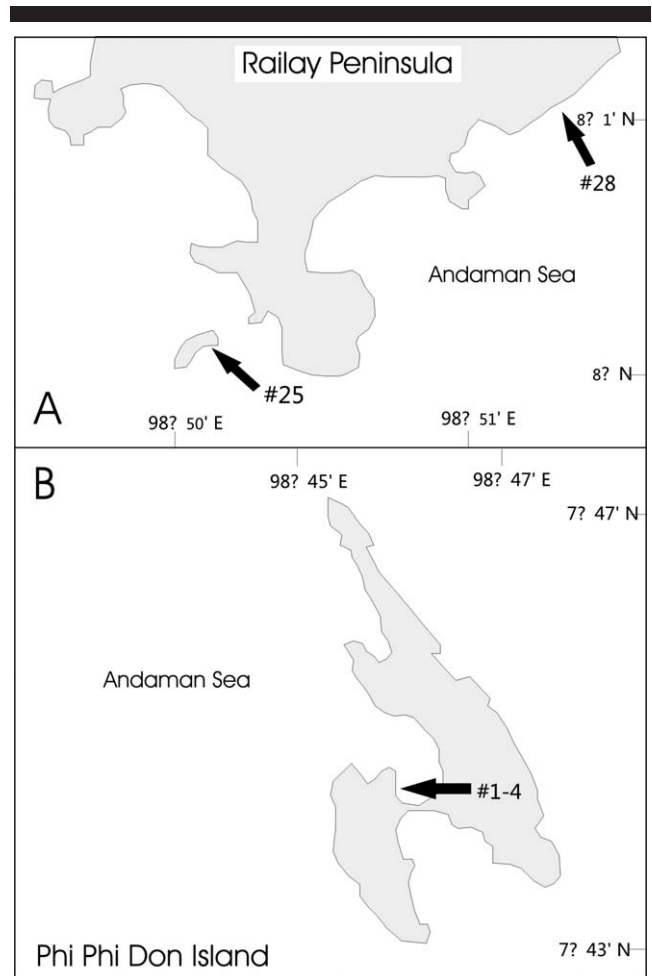 Railay Peninsula
8? 1' N
#28
Andaman Sea
8? N
#25
A
98? 50' E
98? 51' E
B
98? 45' E
98? 47' E
7? 47' N
Andaman Sea
#1-4
Phi Phi Don Island
7? 43' N